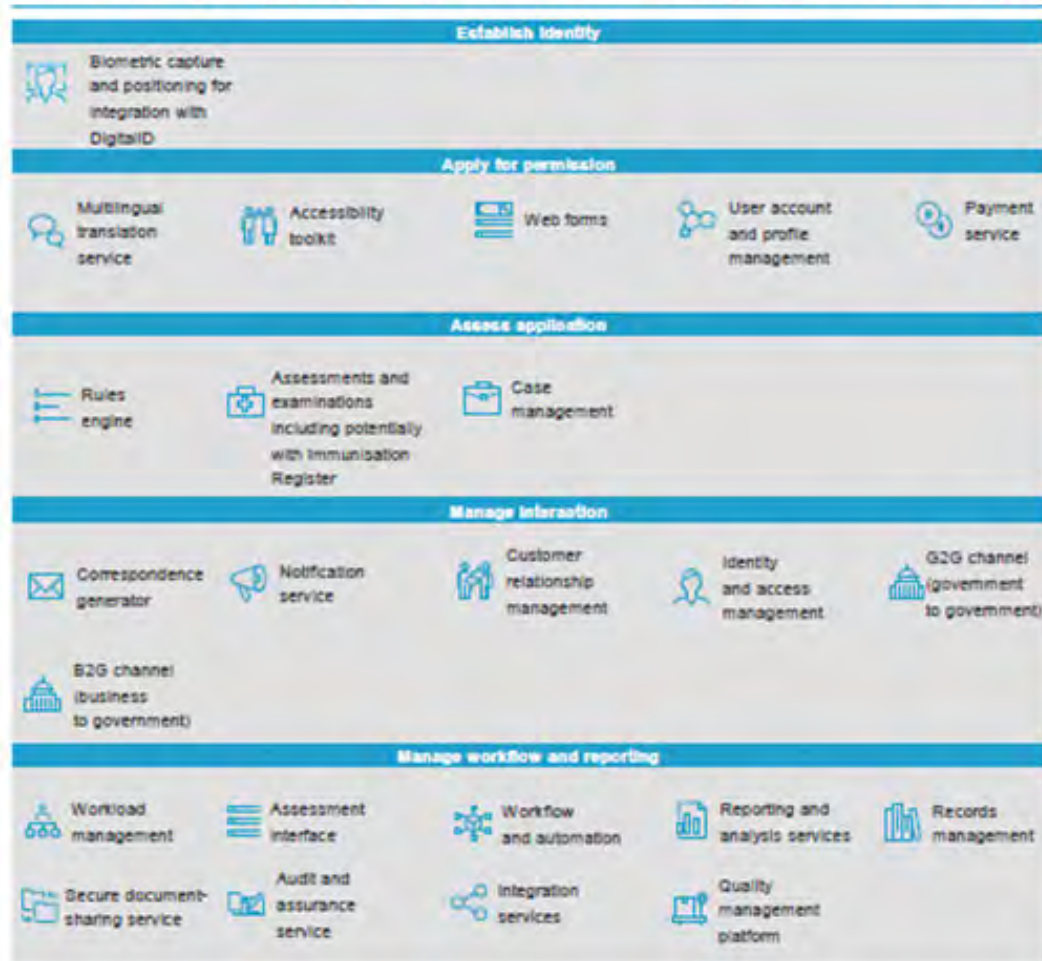 Establish identity
Biometric capture
and positioning for
integration with
DigitalID
Apply for permission
Multilingual
translation
service
Accessibility
toolkit
Web forms
User account
and profile
management
Payment
service
Assess application
Rules
engine
Assessments and
examinations
including potentially
with Immunisation
Register
Case
management
Manage interaction
Correspondence
generator
Notification
service
Customer
relationship
management
Identity
and access
management
G2G channel
(government
to government)
B2G channel
(business
to government)
Manage workflow and reporting
Workload
management
Assessment
interface
Workflow
and automation
Reporting and
analysis services
Records
management
Secure document-
sharing service
Audit and
assurance
service
Integration
services
Quality
management
platform